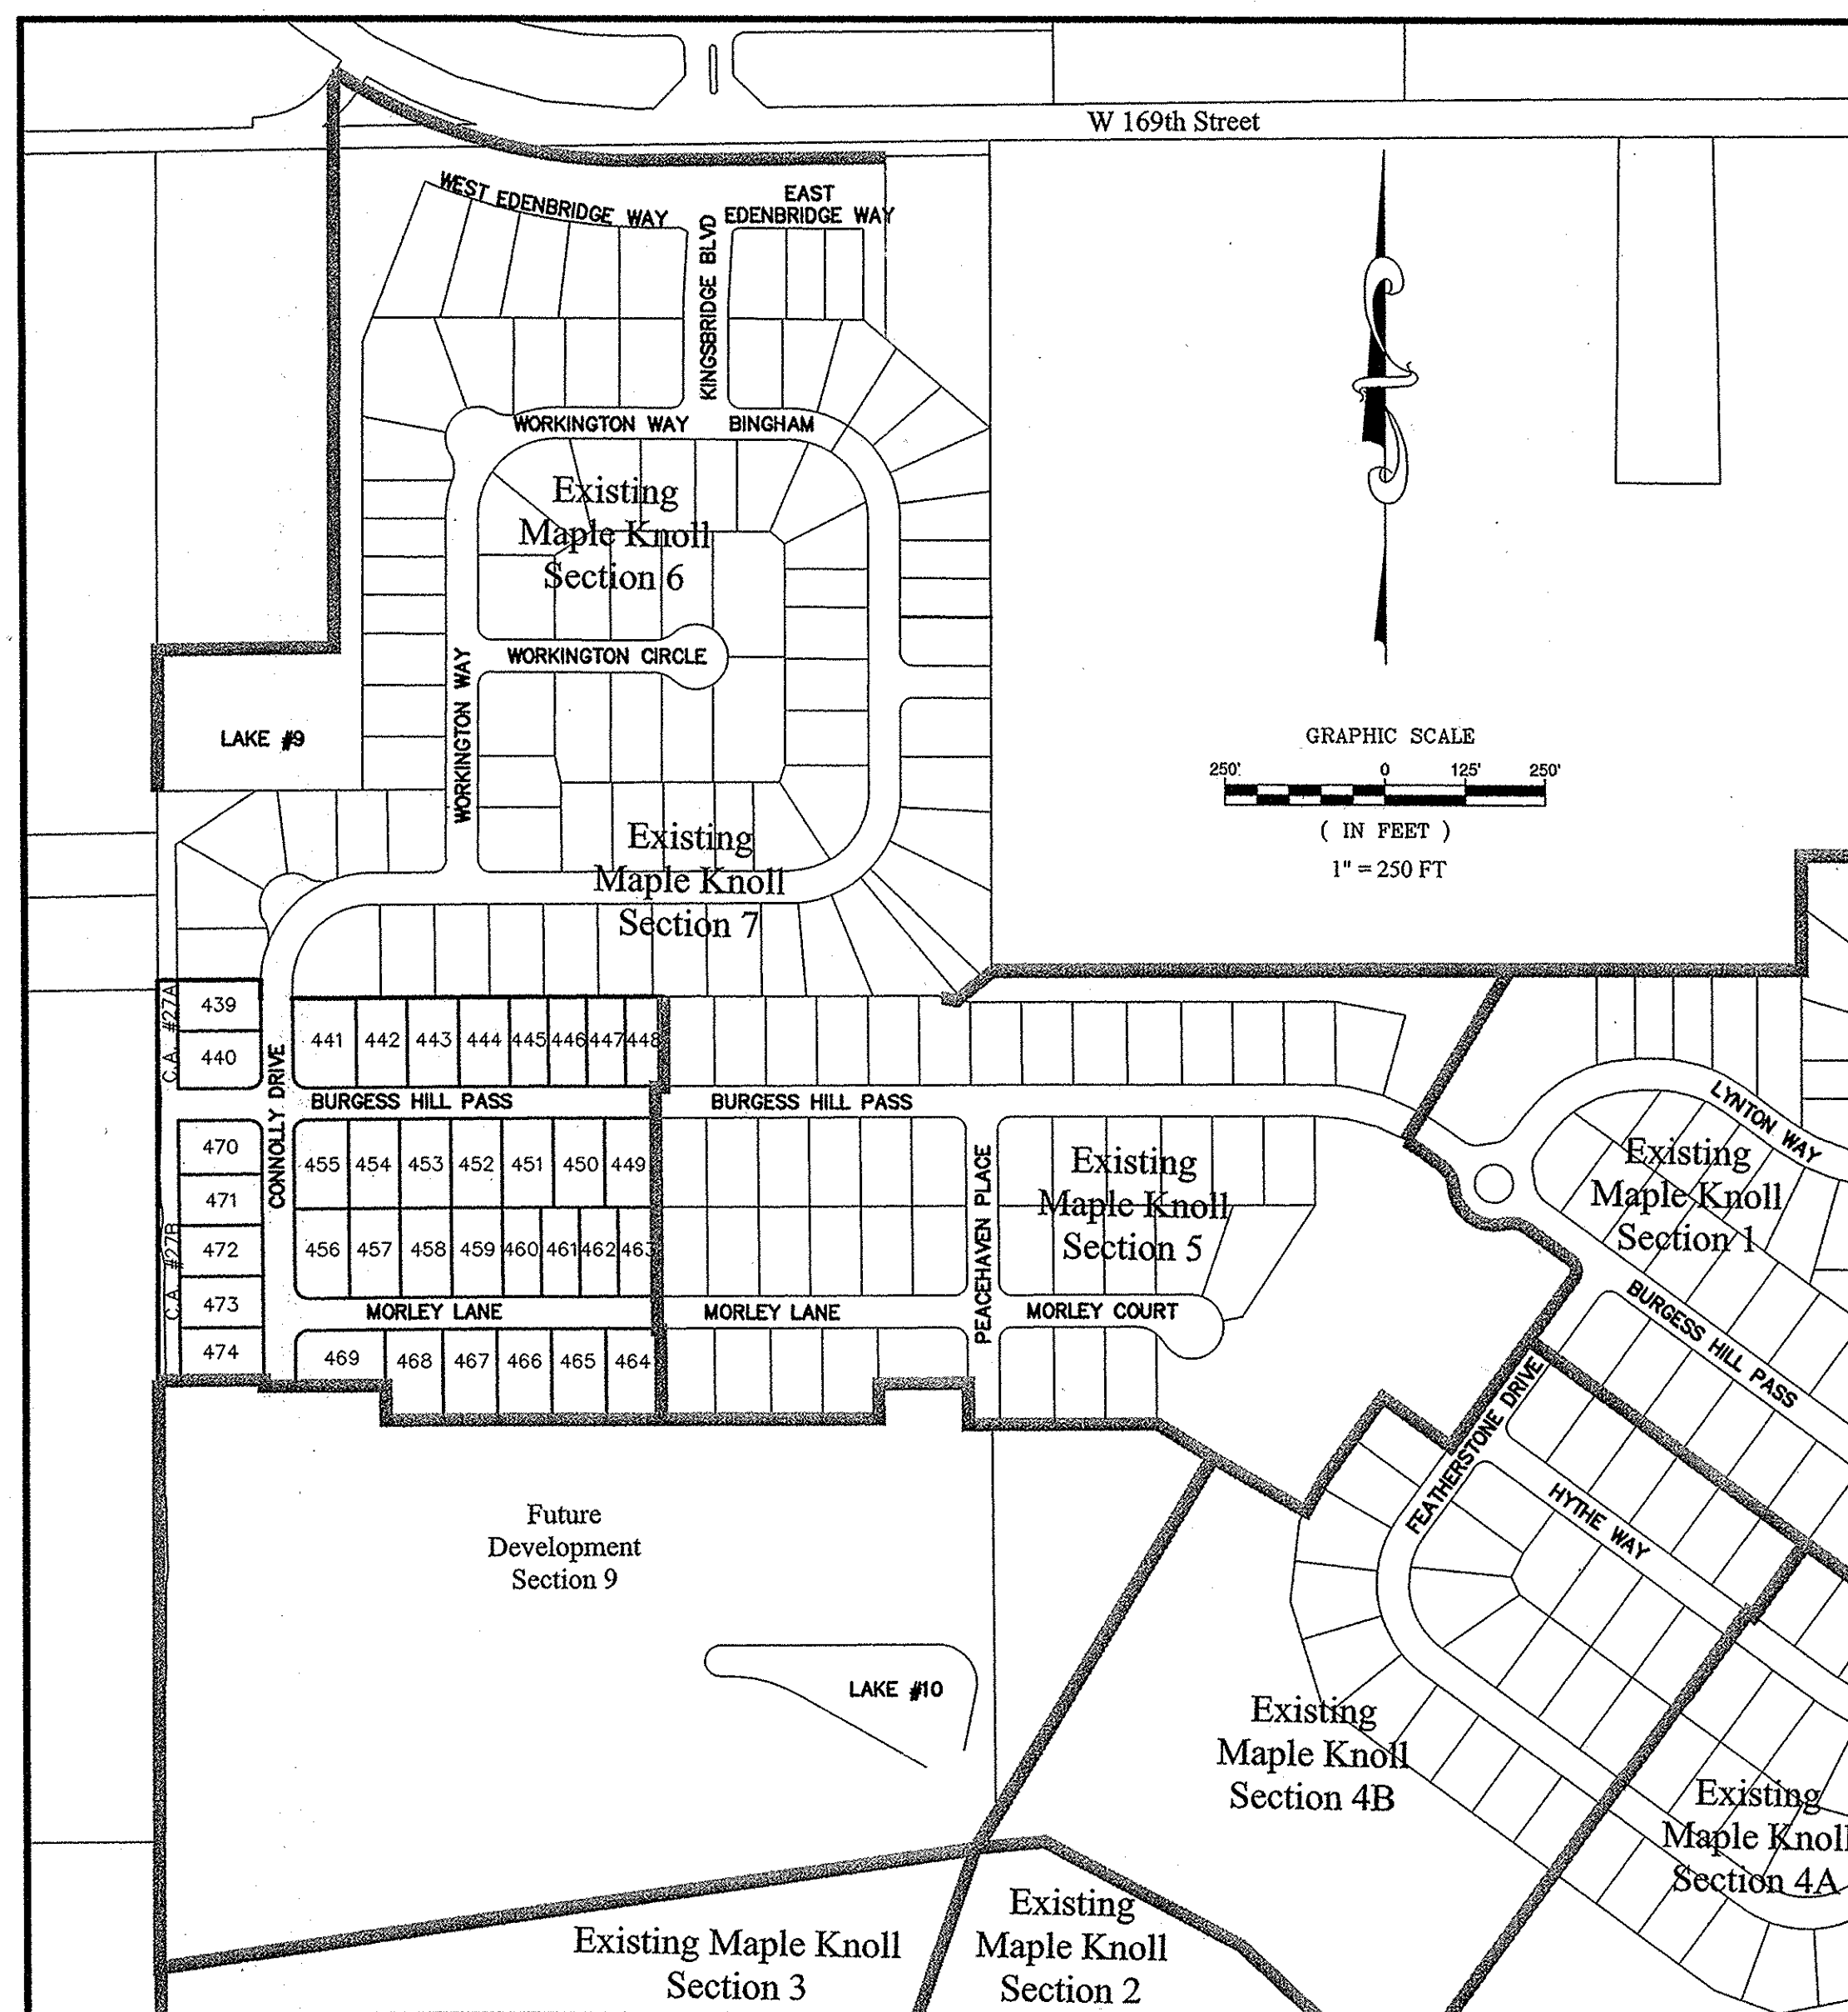 W 169th Street
WEST EDENBRIDGE WAY
EAST
EDENBRIDGE WAY
KINGSBRIDGE BLVD
WORKINGTON WAY
BINGHAM
Existing
Maple Knoll
Section 6
WORKINGTON CIRCLE
WORKINGTON WAY
LAKE #9
GRAPHIC SCALE
250' 0 125' 250'
( IN FEET )
1" = 250 FT
Existing
Maple Knoll
Section 7
C.A. #27A
439
440
CONNOLLY DRIVE
441 442 443 444 445 446 447 448
BURGESS HILL PASS
BURGESS HILL PASS
LYNTON WAY
470
471
472
473
474
C.A. #27B
455 454 453 452 451 450 449
456 457 458 459 460 461 462 463
MORLEY LANE
MORLEY LANE
PEACEHAVEN PLACE
MORLEY COURT
469 468 467 466 465 464
Existing
Maple Knoll
Section 5
Existing
Maple Knoll
Section 1
BURGESS HILL PASS
FEATHERSTONE DRIVE
HYTHE WAY
Future
Development
Section 9
LAKE #10
Existing
Maple Knoll
Section 4B
Existing
Maple Knoll
Section 4A
Existing Maple Knoll
Section 3
Existing
Maple Knoll
Section 2